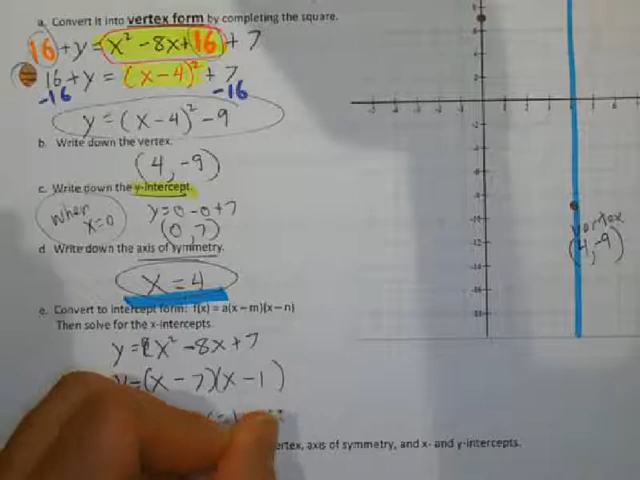 a. Convert it into vertex form by completing the square.
16 + y = x² - 8x + 16 + 7
16 + y = (x - 4)² + 7
-16 -16
y = (x - 4)² - 9
b. Write down the vertex.
(4, -9)
c. Write down the y-intercept.
when x=0
y = 0 - 0 + 7
(0, 7)
d Write down the axis of symmetry.
x = 4
e. Convert to intercept form: f(x) = a(x – m)(x – n)
Then solve for the x-intercepts.
y = x² - 8x + 7
y = (x - 7)(x - 1)
ertex, axis of symmetry, and x- and y-intercepts.
vertex
(4, -9)